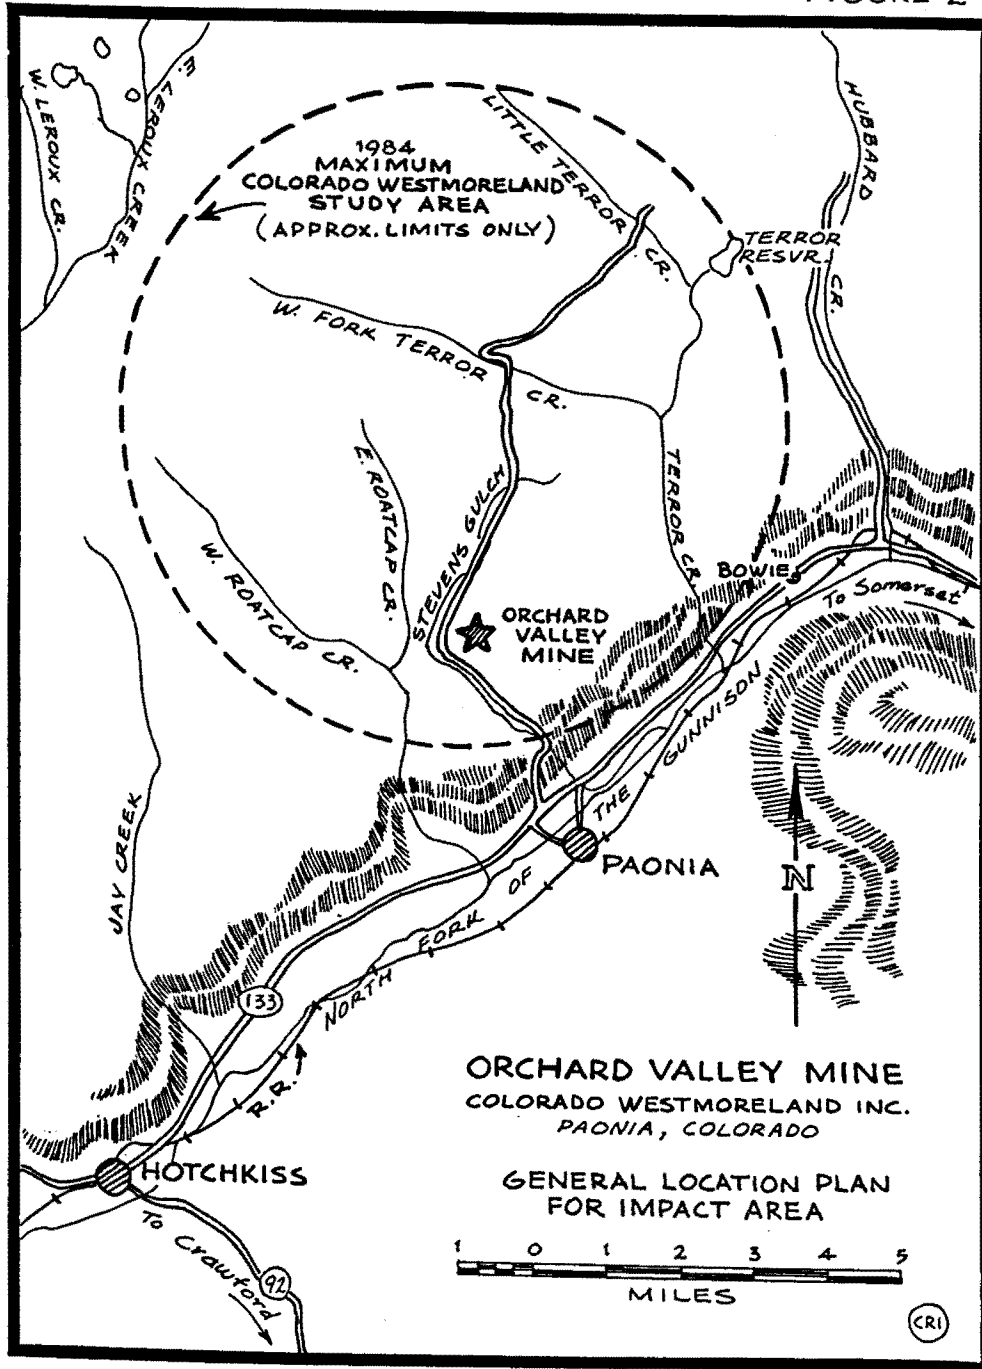 W. LEROUX CR.
E. LEROUX CREEK
1984
MAXIMUM
COLORADO WESTMORELAND
STUDY AREA
(APPROX. LIMITS ONLY)
LITTLE TERROR
CR.
HUBBARD
CR.
TERROR
RESVR.
W. FORK TERROR
CR.
E. ROATCAP CR.
W. ROATCAP CR.
STEVENS GULCH
TERROR CR.
BOWIE
To Somerset
ORCHARD
VALLEY
MINE
JAY CREEK
NORTH FORK OF THE GUNNISON
PAONIA
N
133
R.R.
HOTCHKISS
To Crawford
92
ORCHARD VALLEY MINE
COLORADO WESTMORELAND INC.
PAONIA, COLORADO
GENERAL LOCATION PLAN
FOR IMPACT AREA
1 0 1 2 3 4 5
MILES
CRI